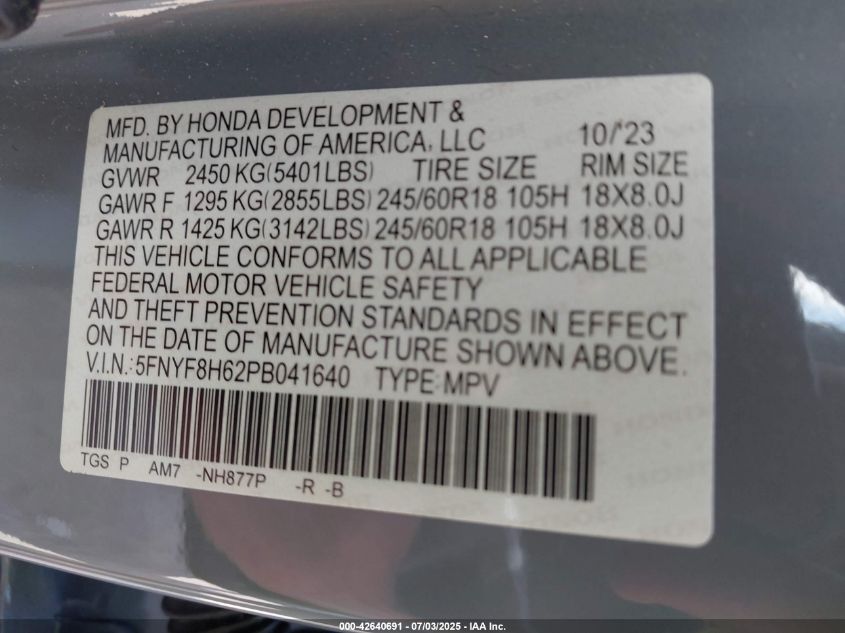 MFD. BY HONDA DEVELOPMENT &
MANUFACTURING OF AMERICA, LLC 10/'23
GVWR 2450 KG(5401LBS) TIRE SIZE RIM SIZE
GAWR F 1295 KG(2855LBS) 245/60R18 105H 18X8.0J
GAWR R 1425 KG(3142LBS) 245/60R18 105H 18X8.0J
THIS VEHICLE CONFORMS TO ALL APPLICABLE
FEDERAL MOTOR VEHICLE SAFETY
AND THEFT PREVENTION STANDARDS IN EFFECT
ON THE DATE OF MANUFACTURE SHOWN ABOVE.
V.I.N.: 5FNYF8H62PB041640 TYPE: MPV
TGS P AM7 -NH877P -R -B
000-42640691 - 07/03/2025 - IAA Inc.